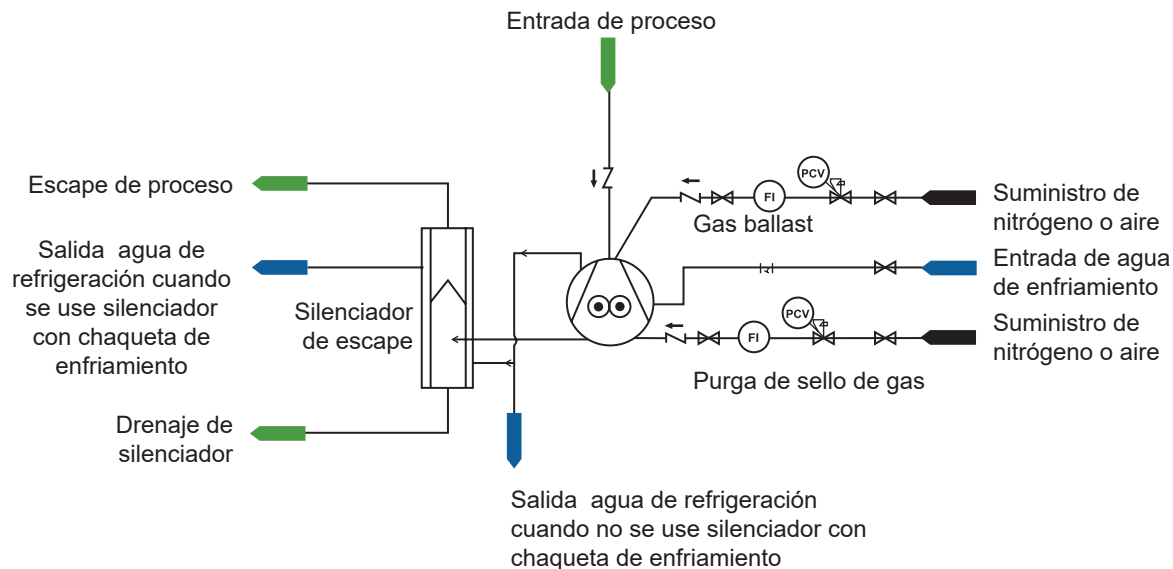 Entrada de proceso
Escape de proceso
Salida agua de
refrigeración cuando
se use silenciador
con chaqueta de
enfriamiento
Drenaje de
silenciador
Silenciador
de escape
PCV
FI
Gas ballast
Suministro de
nitrógeno o aire
Entrada de agua
de enfriamiento
PCV
FI
Suministro de
nitrógeno o aire
Purga de sello de gas
Salida agua de refrigeración
cuando no se use silenciador con
chaqueta de enfriamiento